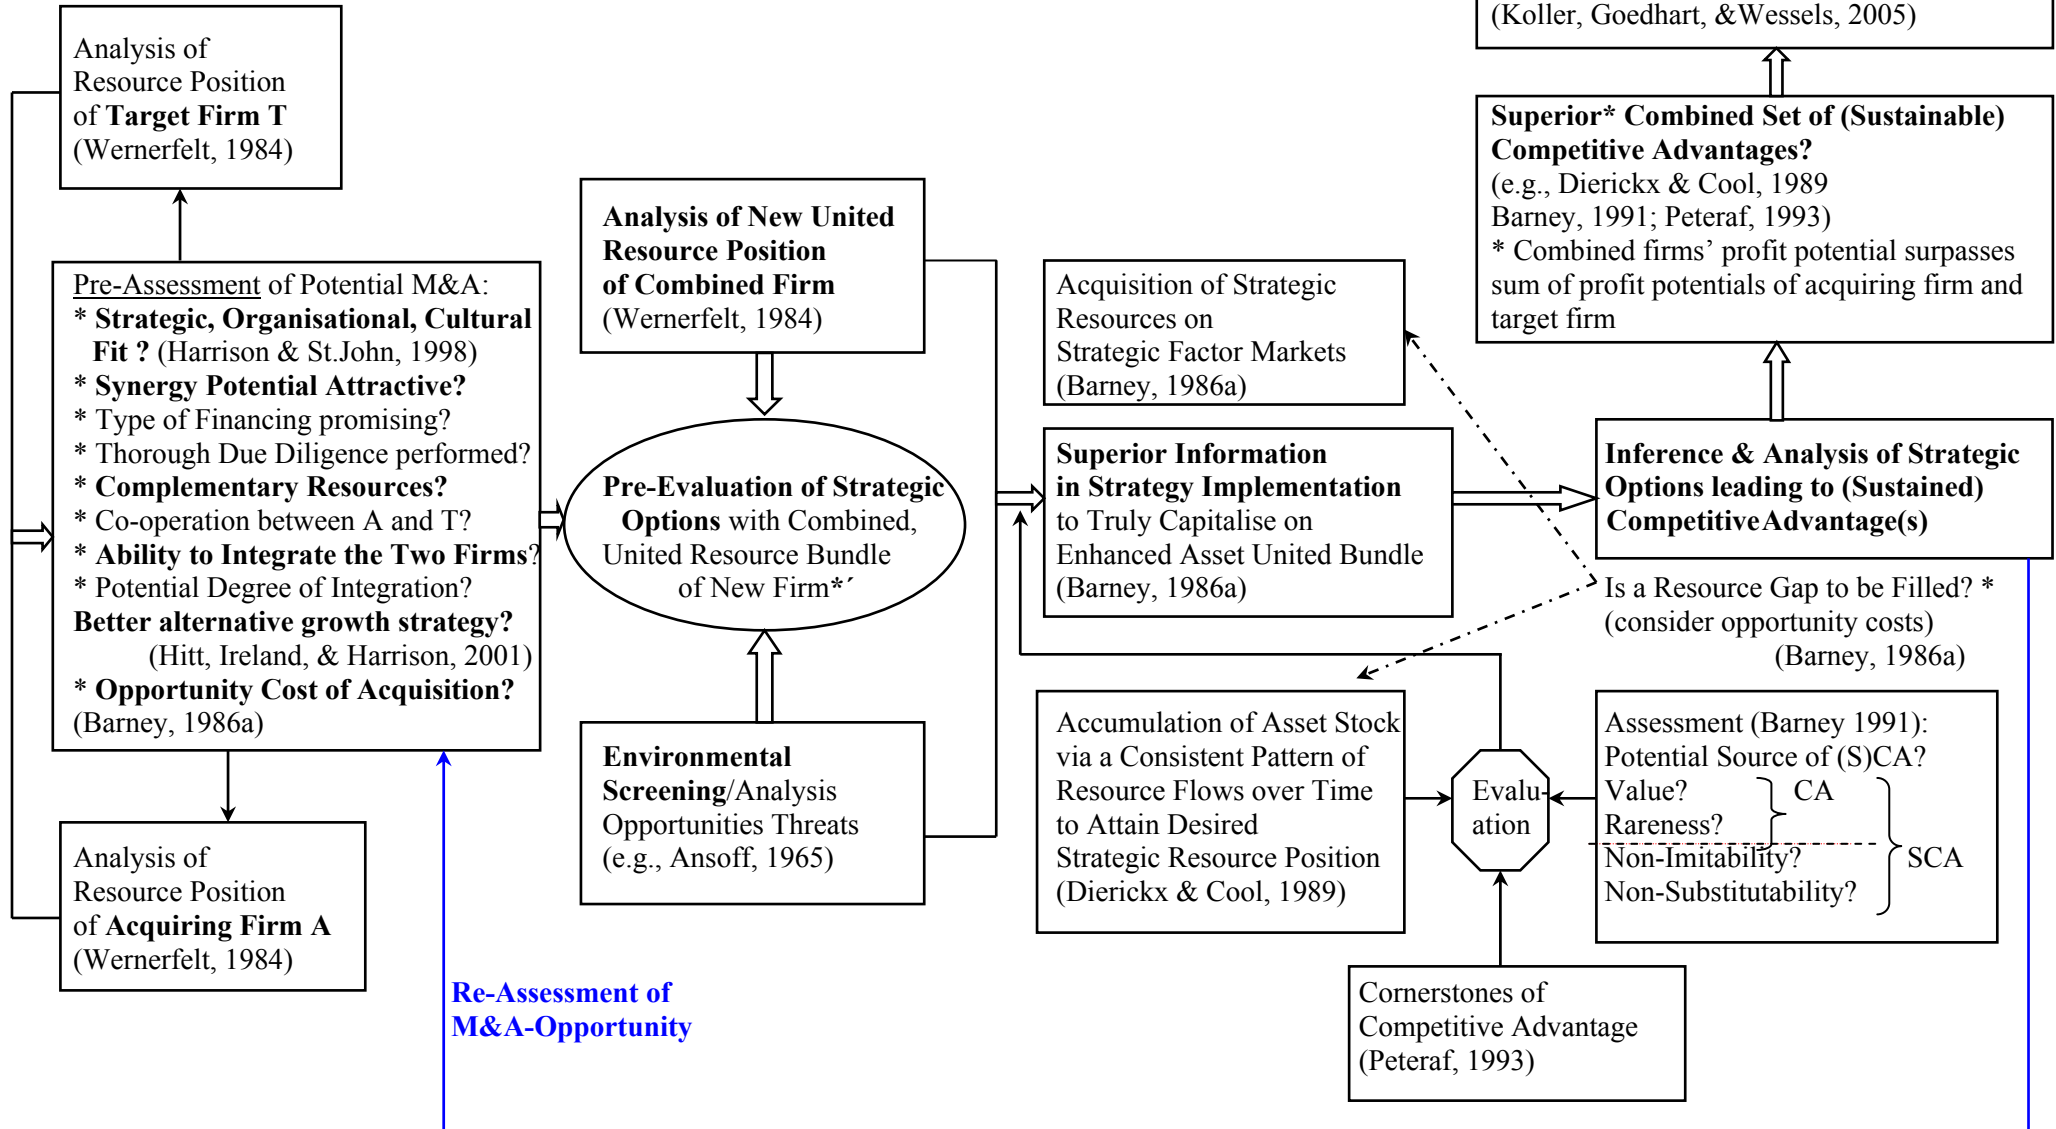 Analysis of
Resource Position
of Target Firm T
(Wernerfelt, 1984)
Pre-Assessment of Potential M&A:
* Strategic, Organisational, Cultural
Fit ? (Harrison & St.John, 1998)
* Synergy Potential Attractive?
* Type of Financing promising?
* Thorough Due Diligence performed?
* Complementary Resources?
* Co-operation between A and T?
* Ability to Integrate the Two Firms?
* Potential Degree of Integration?
Better alternative growth strategy?
(Hitt, Ireland, & Harrison, 2001)
* Opportunity Cost of Acquisition?
(Barney, 1986a)
Analysis of
Resource Position
of Acquiring Firm A
(Wernerfelt, 1984)
Re-Assessment of
M&A-Opportunity
Analysis of New United
Resource Position
of Combined Firm
(Wernerfelt, 1984)
Pre-Evaluation of Strategic
Options with Combined,
United Resource Bundle
of New Firm*´
Environmental
Screening/Analysis
Opportunities Threats
(e.g., Ansoff, 1965)
Acquisition of Strategic
Resources on
Strategic Factor Markets
(Barney, 1986a)
Superior Information
in Strategy Implementation
to Truly Capitalise on
Enhanced Asset United Bundle
(Barney, 1986a)
Accumulation of Asset Stock
via a Consistent Pattern of
Resource Flows over Time
to Attain Desired
Strategic Resource Position
(Dierickx & Cool, 1989)
Evalu-
ation
Cornerstones of
Competitive Advantage
(Peteraf, 1993)
(Koller, Goedhart, &Wessels, 2005)
Superior* Combined Set of (Sustainable)
Competitive Advantages?
(e.g., Dierickx & Cool, 1989
Barney, 1991; Peteraf, 1993)
* Combined firms’ profit potential surpasses
sum of profit potentials of acquiring firm and
target firm
Inference & Analysis of Strategic
Options leading to (Sustained)
Competitive Advantage(s)
Is a Resource Gap to be Filled? *
(consider opportunity costs)
(Barney, 1986a)
Assessment (Barney 1991):
Potential Source of (S)CA?
Value? CA
Rareness?
Non-Imitability? SCA
Non-Substitutability?